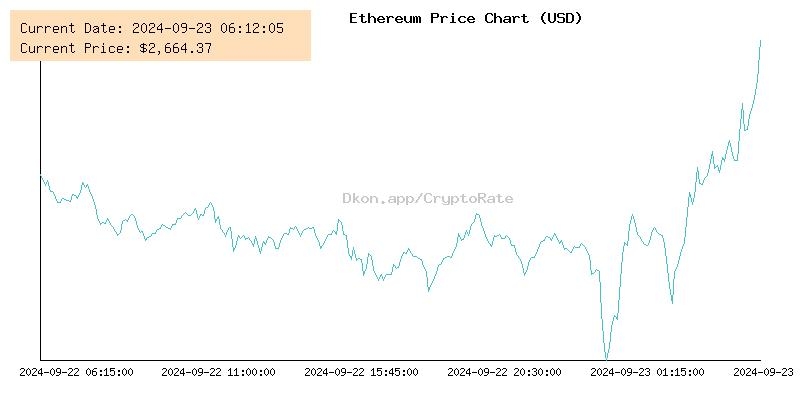 Ethereum Price Chart (USD)
Current Date: 2024-09-23 06:12:05
Current Price: $2,664.37
Dkon.app/CryptoRate
2024-09-22 06:15:00 2024-09-22 11:00:00 2024-09-22 15:45:00 2024-09-22 20:30:00 2024-09-23 01:15:00 2024-09-23